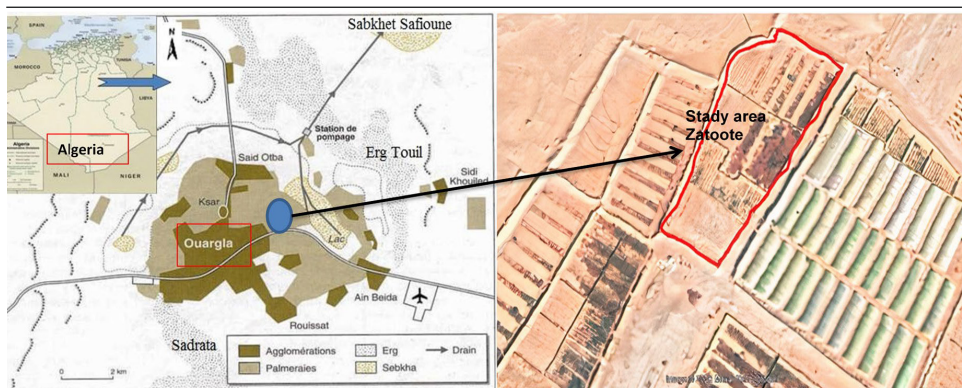 SPAIN
MOROCCO
TUNISIA
LIBYA
Algeria
Algeria
MALI
NIGER
N
Sabkhet Safioune
Station de
pompage
Erg Touil
Said Otba
Sidi
Khouiled
Ksar
Ouargla
Lac
Ain Beida
Rouissat
Sadrata
0 2 km
Agglomérations
Palmeraies
Erg
Sebkha
Drain
Stady area
Zatoote